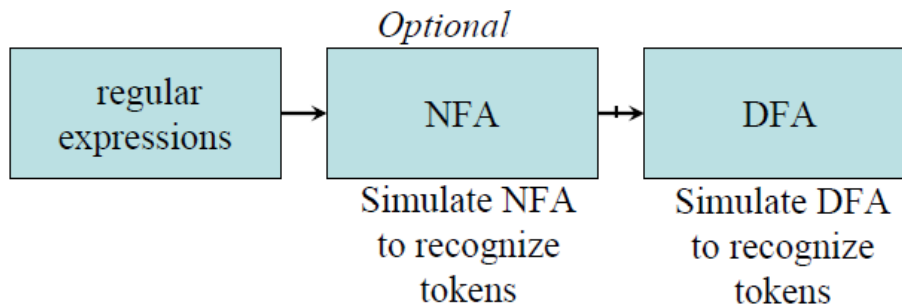 Optional
regular
expressions
NFA
DFA
Simulate NFA
to recognize
tokens
Simulate DFA
to recognize
tokens